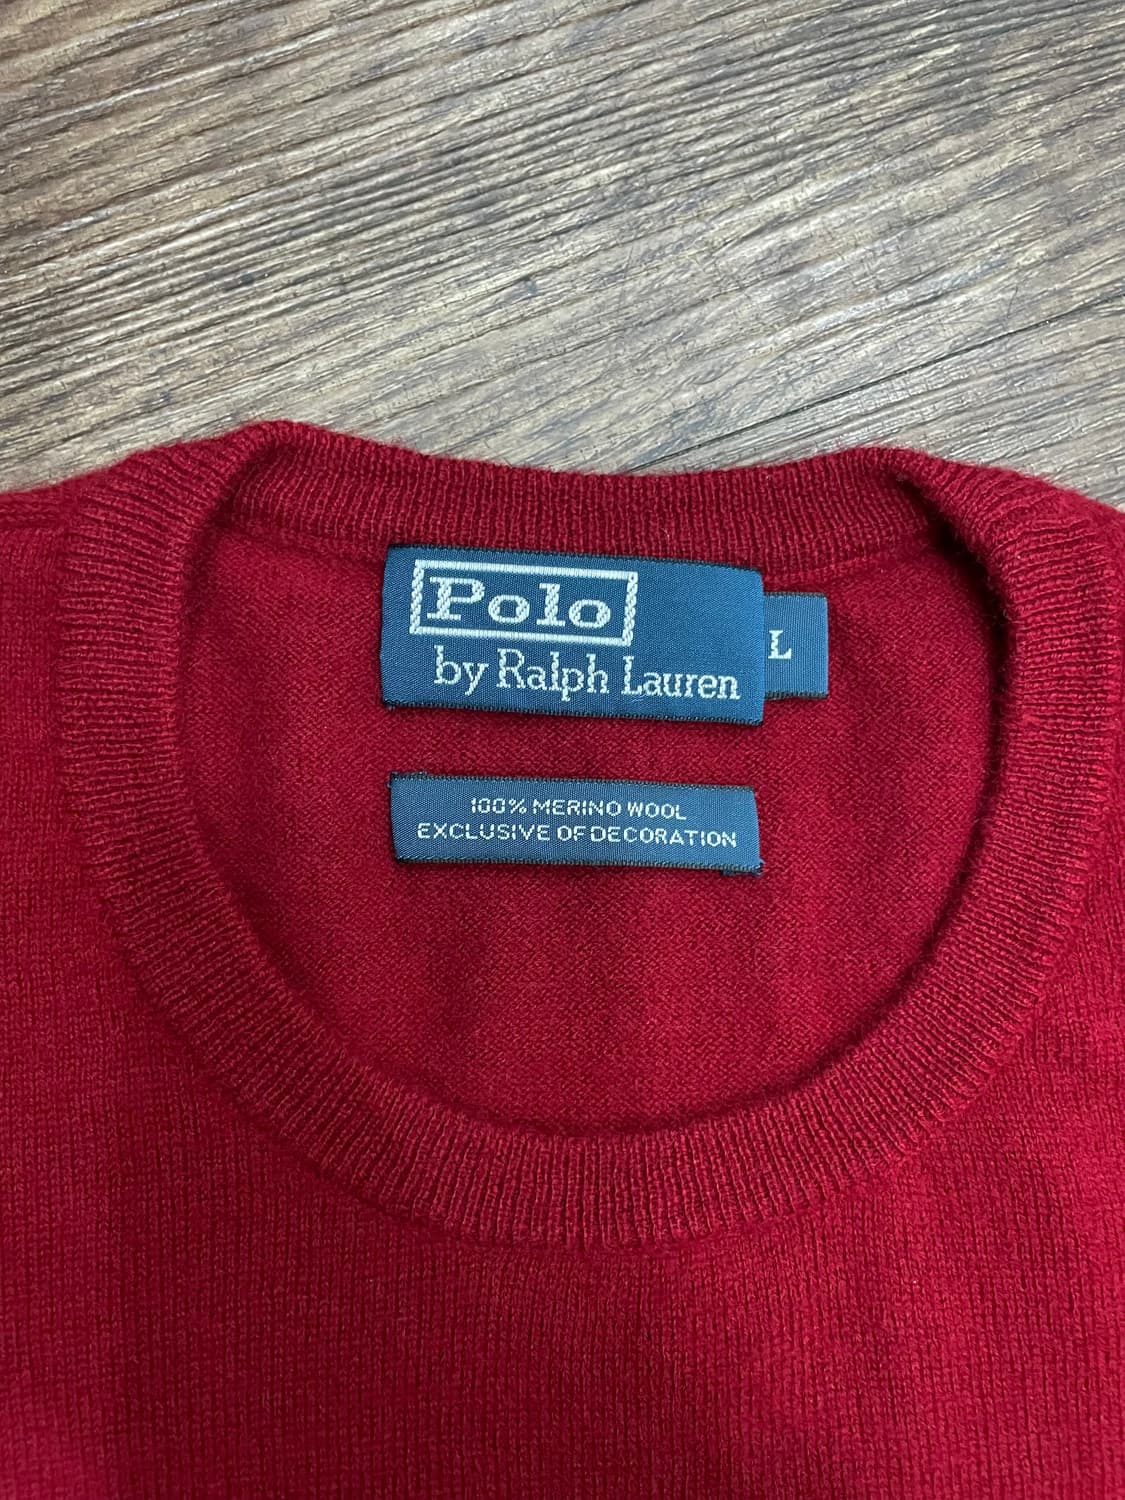 Polo
by Ralph Lauren
L
100% MERINO WOOL
EXCLUSIVE OF DECORATION